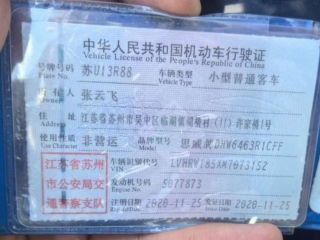 中华人民共和国机动车行驶证
Vehicle License of the People's Republic of China
号牌号码 苏U13R88 车辆类型 小型普通客车
Plate No. Vehicle Type
所有人 张云飞
Owner
住址 江苏省苏州市吴中区临湖镇 村(11) 许家桥1号
Address
使用性质 非营运 品牌型号 思威牌DHW6463R1CFF
Use Character Model
江苏省苏州市公安局交通警察支队
车辆识别代号
VIN
发动机号码 5077873
Engine No.
注册日期 2020-11-25 发证日期 2020-11-25
Register Date Issue Date